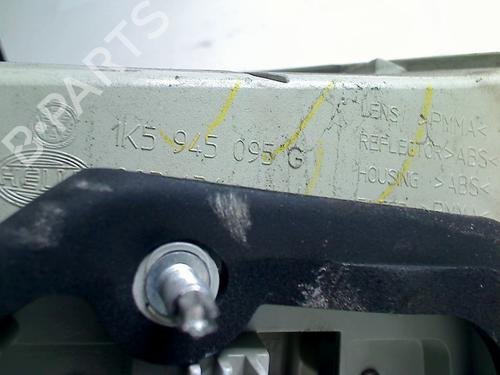 B-PARTS
1K5 945 095 G
LENS >PMMA<
REFLECTOR >ABS<
HOUSING >ABS<